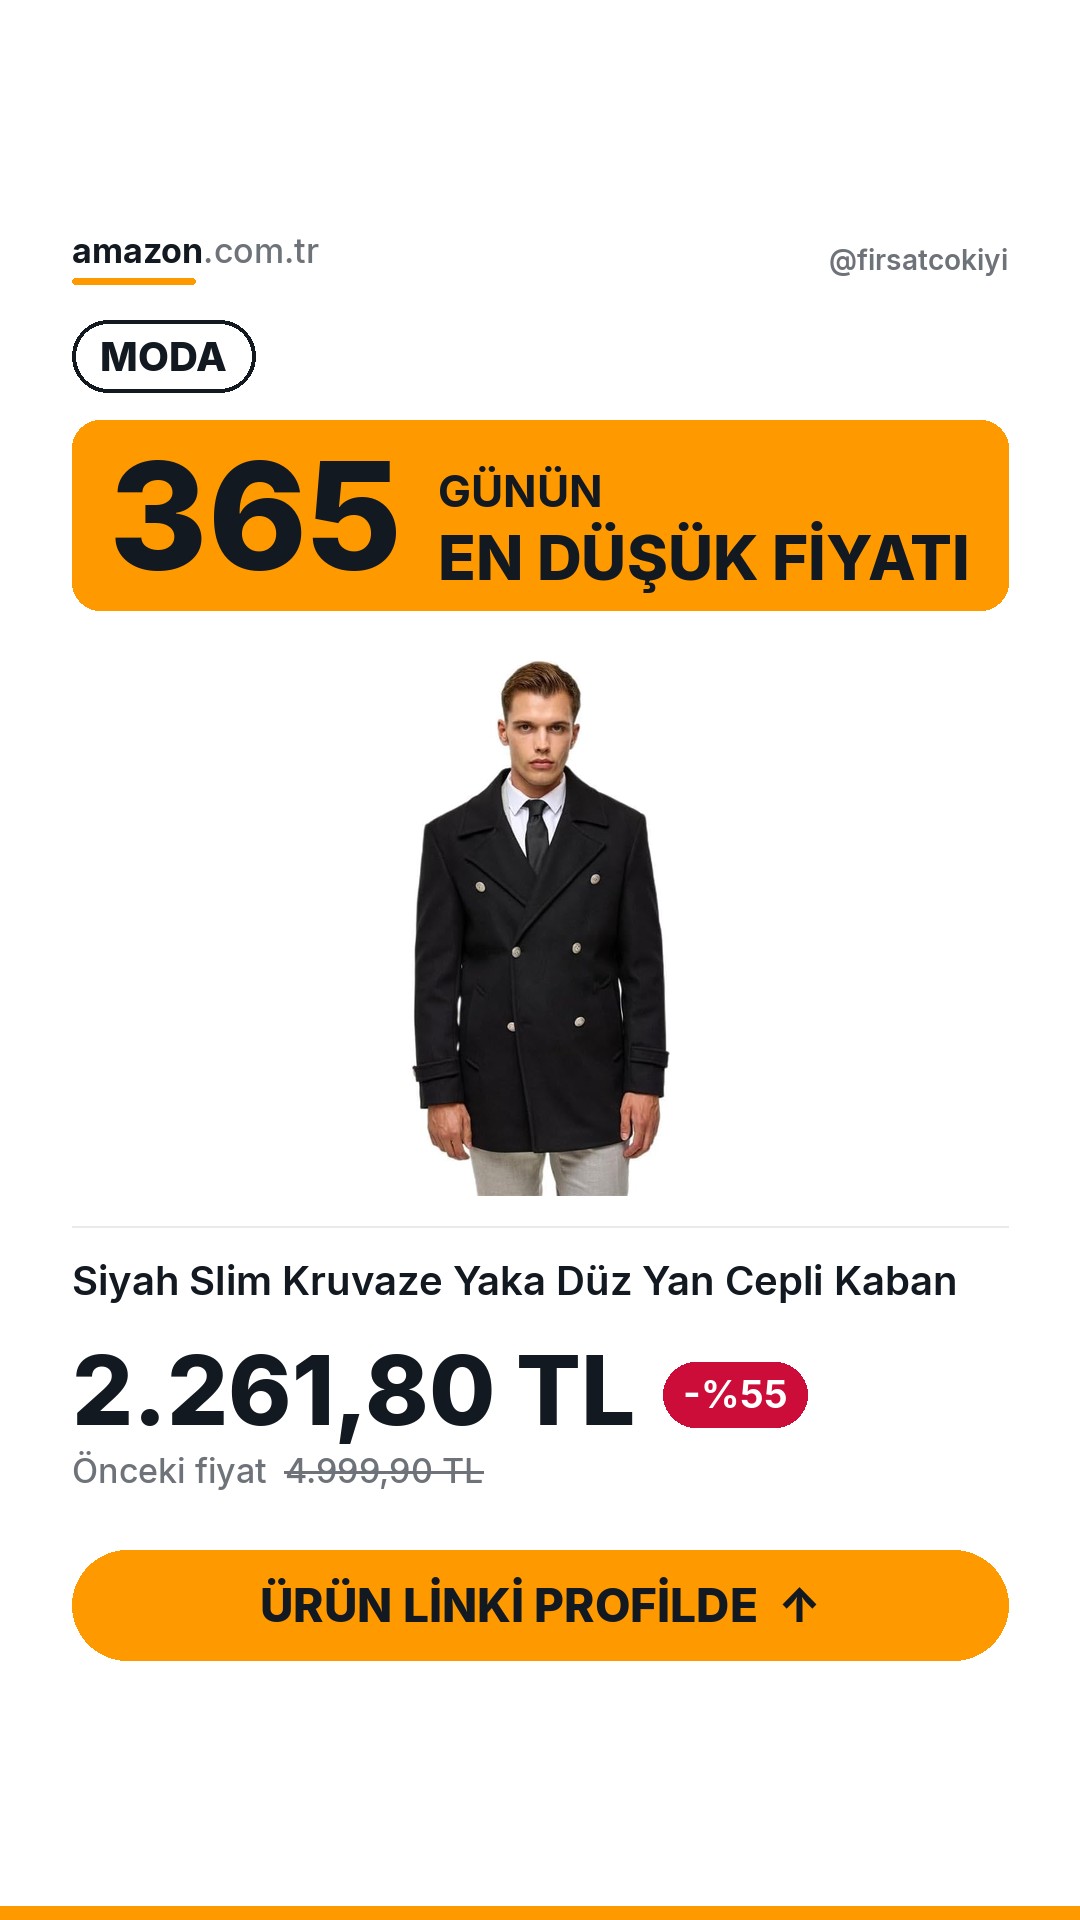 amazon.com.tr
@firsatcokiyi
MODA
365 GÜNÜN
EN DÜŞÜK FİYATI
Siyah Slim Kruvaze Yaka Düz Yan Cepli Kaban
2.261,80 TL -%55
Önceki fiyat 4.999,90 TL
ÜRÜN LİNKİ PROFİLDE ↑